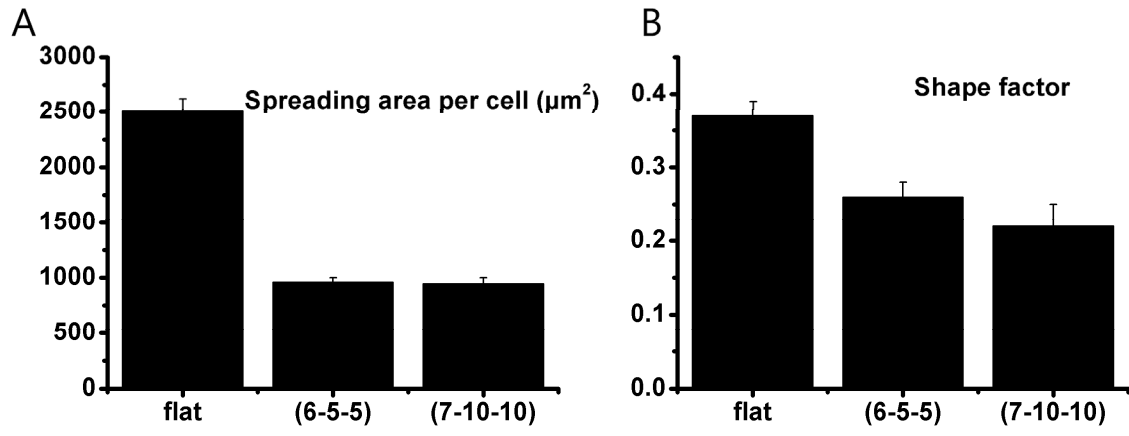 A
3000
2500
2000
1500
1000
500
0
Spreading area per cell (μm²)
flat (6-5-5) (7-10-10)
B
0.4
0.3
0.2
0.1
0.0
Shape factor
flat (6-5-5) (7-10-10)